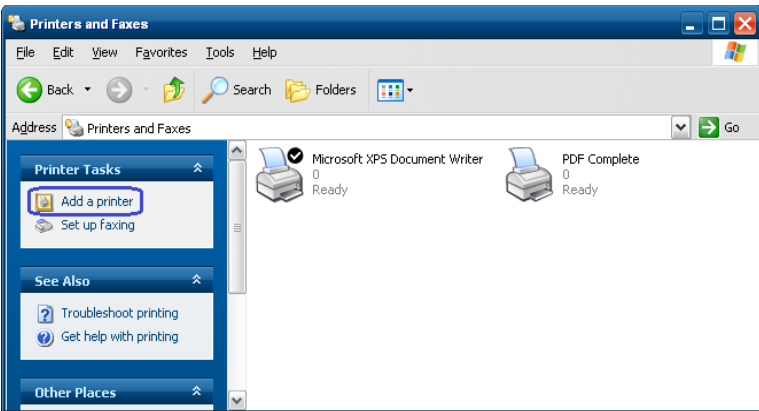 Printers and Faxes
File Edit View Favorites Tools Help
Back Search Folders
Address Printers and Faxes Go
Printer Tasks
Add a printer
Set up faxing
See Also
Troubleshoot printing
Get help with printing
Other Places
Microsoft XPS Document Writer
0
Ready
PDF Complete
0
Ready